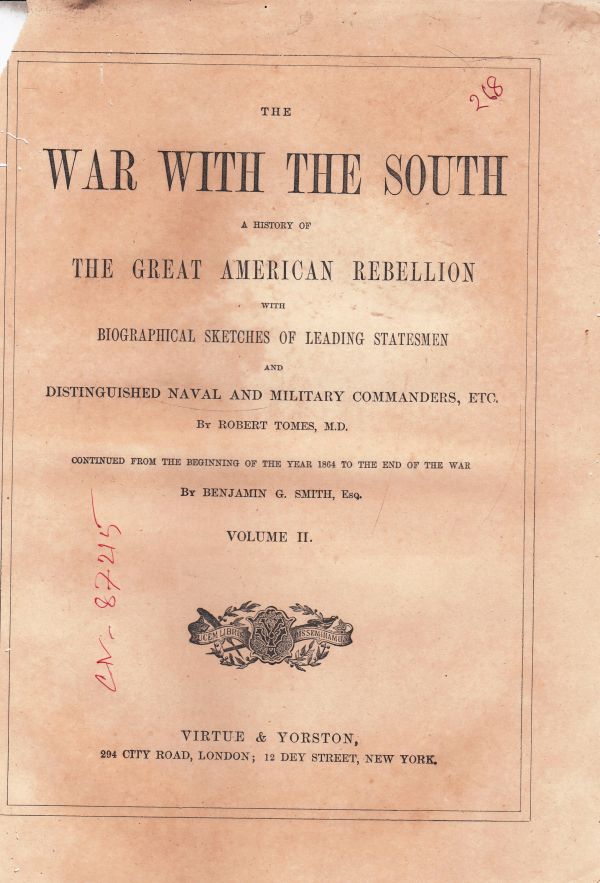 268
THE
WAR WITH THE SOUTH
A HISTORY OF
THE GREAT AMERICAN REBELLION
WITH
BIOGRAPHICAL SKETCHES OF LEADING STATESMEN
AND
DISTINGUISHED NAVAL AND MILITARY COMMANDERS, ETC.
By ROBERT TOMES, M.D.
CONTINUED FROM THE BEGINNING OF THE YEAR 1864 TO THE END OF THE WAR
By BENJAMIN G. SMITH, Esq.
VOLUME II.
CN- 87215
VIRTUE & YORSTON,
294 CITY ROAD, LONDON; 12 DEY STREET, NEW YORK.